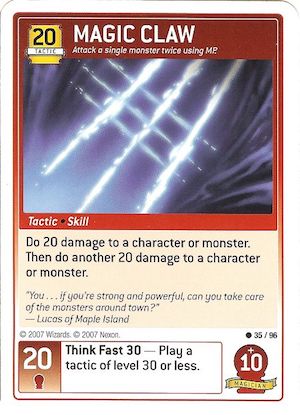 20
TACTIC
MAGIC CLAW
Attack a single monster twice using MP.
Tactic • Skill
Do 20 damage to a character or monster.
Then do another 20 damage to a character
or monster.
"You . . . if you're strong and powerful, can you take
care of the monsters around town?"
— Lucas of Maple Island
© 2007 Wizards. © 2007 Nexon.
● 35 / 96
20
Think Fast 30 — Play a
tactic of level 30 or less.
10
MAGICIAN